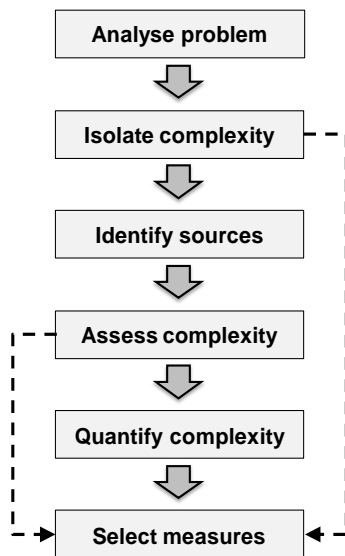 Analyse problem
Isolate complexity
Identify sources
Assess complexity
Quantify complexity
Select measures